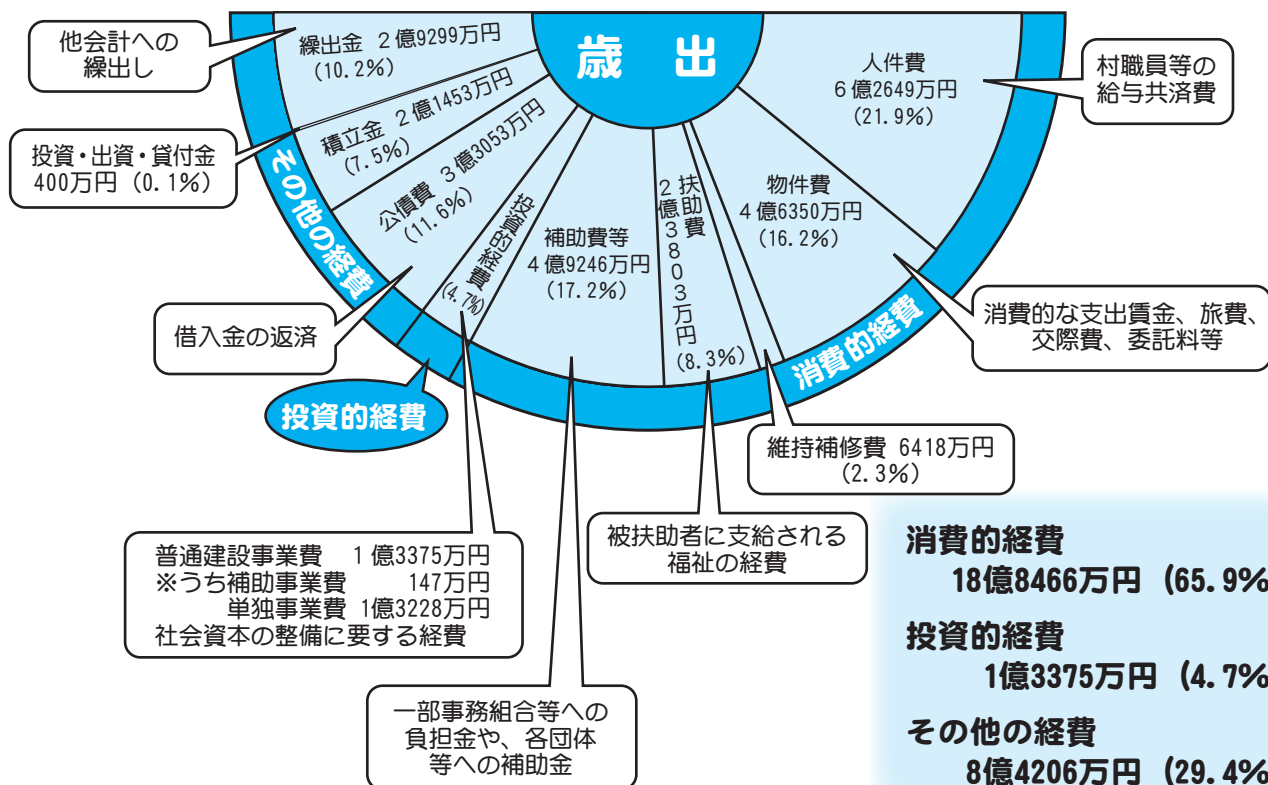 歳出
人件費
6億2649万円
(21.9%)
村職員等の
給与共済費
物件費
4億6350万円
(16.2%)
消費的な支出賃金、旅費、
交際費、委託料等
維持補修費 6418万円
(2.3%)
扶助費
2億3803万円
(8.3%)
被扶助者に支給される
福祉の経費
補助費等
4億9246万円
(17.2%)
一部事務組合等への
負担金や、各団体
等への補助金
消費的経費
投資的経費
(4.7%)
普通建設事業費 1億3375万円
※うち補助事業費 147万円
単独事業費 1億3228万円
社会資本の整備に要する経費
投資的経費
公債費 3億3053万円
(11.6%)
借入金の返済
積立金 2億1453万円
(7.5%)
投資・出資・貸付金
400万円 (0.1%)
繰出金 2億9299万円
(10.2%)
他会計への
繰出し
その他の経費
消費的経費
18億8466万円 (65.9%
投資的経費
1億3375万円 (4.7%
その他の経費
8億4206万円 (29.4%